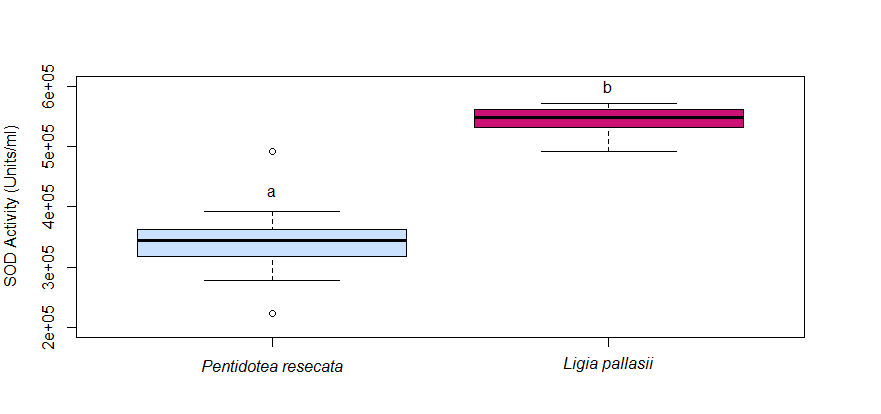 SOD Activity (Units/ml)
6e+05
5e+05
4e+05
3e+05
2e+05
a
b
Pentidotea resecata
Ligia pallasii